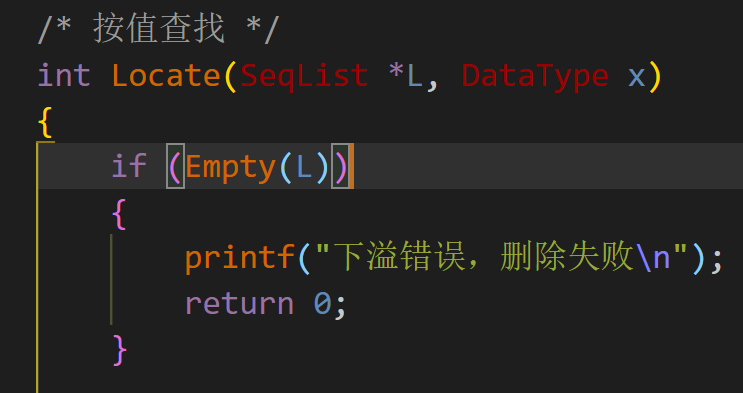 /* 按值查找 */
int Locate(SeqList *L, DataType x)
{
if (Empty(L))
{
printf("下溢错误，删除失败\n");
return 0;
}